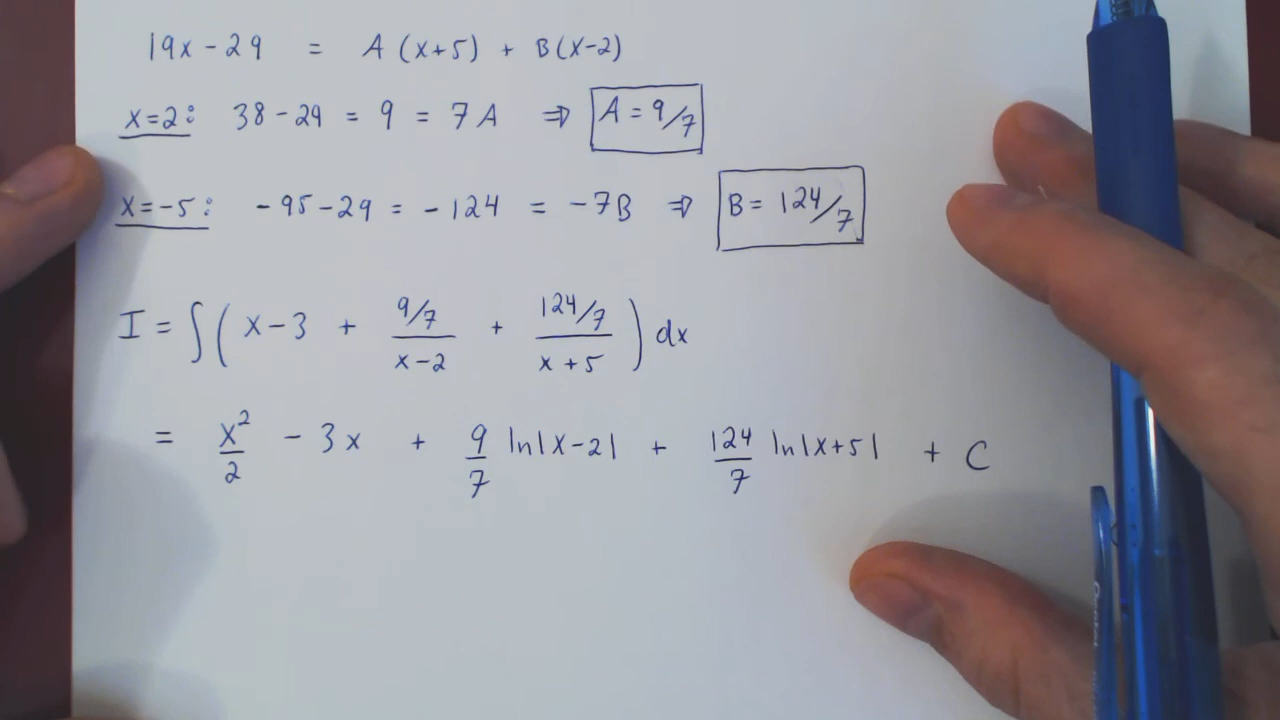 19x - 29 = A (x+5) + B(x-2)
x=2: 38 - 29 = 9 = 7A ⇒ A = 9/7
x=-5: -95-29 = -124 = -7B ⇒ B = 124/7
I = ∫ ( x-3 + (9/7)/(x-2) + (124/7)/(x+5) ) dx
= x²/2 - 3x + 9/7 ln|x-2| + 124/7 ln|x+5| + C